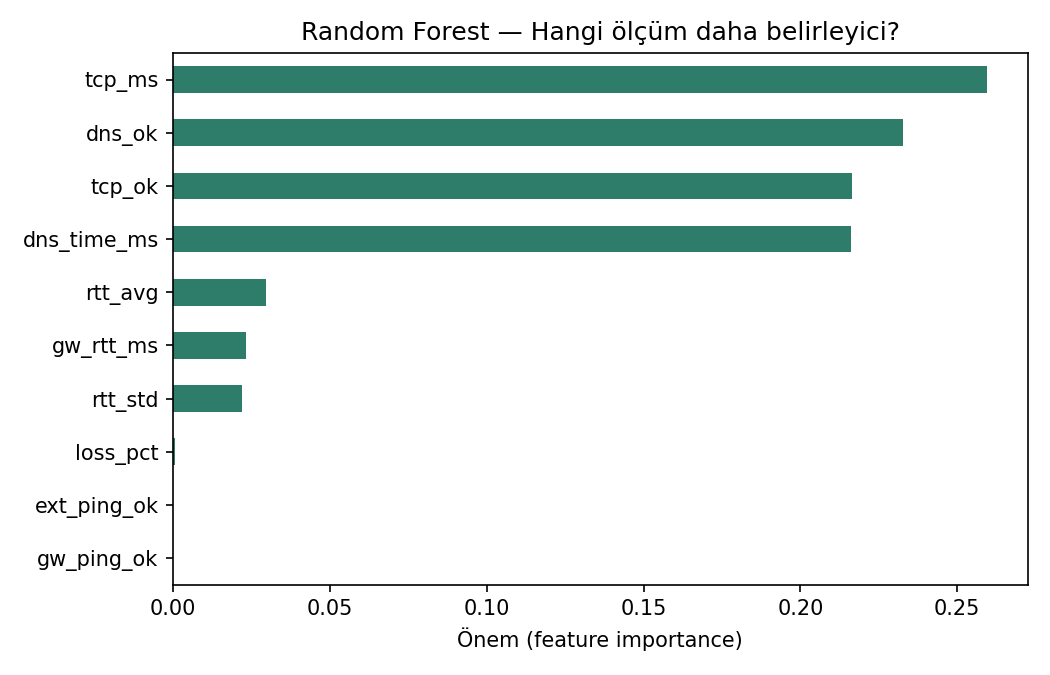 Random Forest — Hangi ölçüm daha belirleyici?
tcp_ms
dns_ok
tcp_ok
dns_time_ms
rtt_avg
gw_rtt_ms
rtt_std
loss_pct
ext_ping_ok
gw_ping_ok
0.00 0.05 0.10 0.15 0.20 0.25
Önem (feature importance)